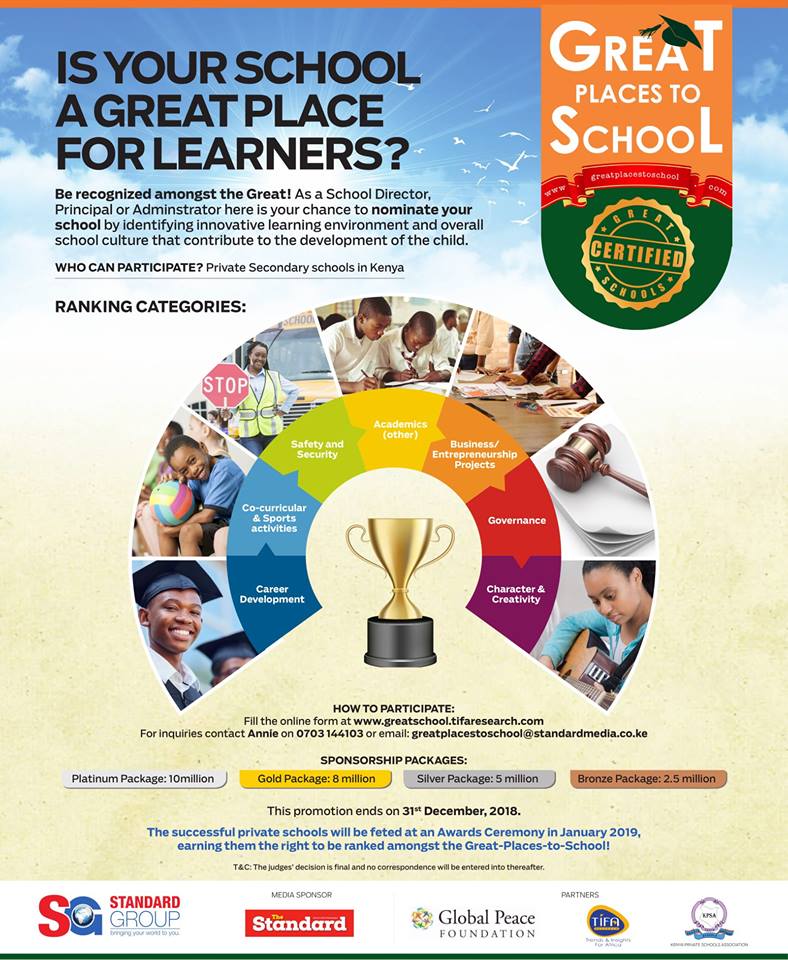 IS YOUR SCHOOL
A GREAT PLACE
FOR LEARNERS?
Be recognized amongst the Great! As a School Director,
Principal or Adminstrator here is your chance to nominate your
school by identifying innovative learning environment and overall
school culture that contribute to the development of the child.
WHO CAN PARTICIPATE? Private Secondary schools in Kenya
GREAT
PLACES TO
SCHOOL
www greatplacestoschool com
GREAT
CERTIFIED
SCHOOLS
RANKING CATEGORIES:
SCHOOL
STOP
Academics
(other)
Safety and
Security
Business/
Entrepreneurship
Projects
Co-curricular
& Sports
activities
Governance
Career
Development
Character &
Creativity
HOW TO PARTICIPATE:
Fill the online form at www.greatschool.tifaresearch.com
For inquiries contact Annie on 0703 144103 or email: greatplacestoschool@standardmedia.co.ke
SPONSORSHIP PACKAGES:
Platinum Package: 10million
Gold Package: 8 million
Silver Package: 5 million
Bronze Package: 2.5 million
This promotion ends on 31st December, 2018.
The successful private schools will be feted at an Awards Ceremony in January 2019,
earning them the right to be ranked amongst the Great-Places-to-School!
T&C: The judges' decision is final and no correspondence will be entered into thereafter.
SG STANDARD
GROUP
bringing your world to you.
MEDIA SPONSOR
The Standard
PARTNERS
Global Peace
FOUNDATION
TIFA
Trends & Insights
For Africa
KPSA
KENYA PRIVATE SCHOOLS ASSOCIATION